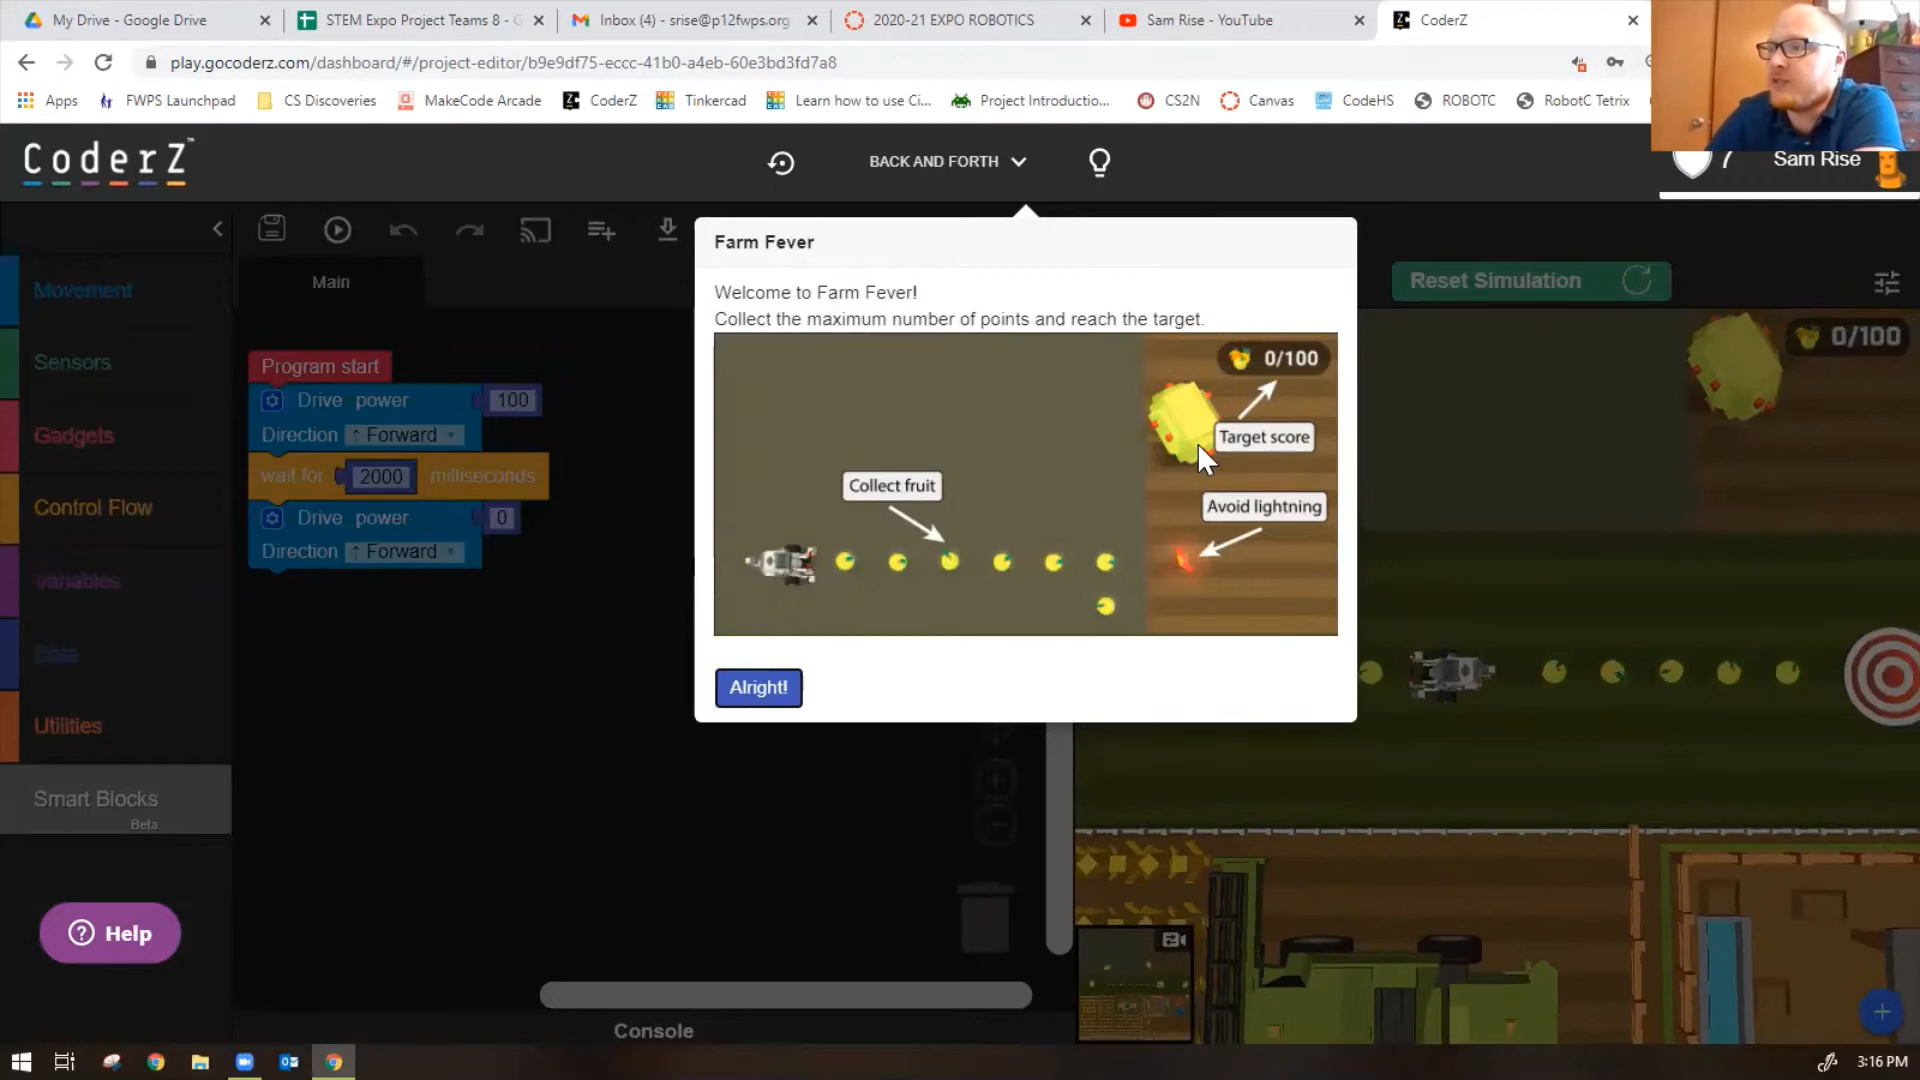 My Drive - Google Drive
STEM Expo Project Teams 8 - G
Inbox (4) - srise@p12fwps.org
2020-21 EXPO ROBOTICS
Sam Rise - YouTube
CoderZ
play.gocoderz.com/dashboard/#/project-editor/b9e9df75-eccc-41b0-a4eb-60e3bd3fd7a8
Apps
FWPS Launchpad
CS Discoveries
MakeCode Arcade
CoderZ
Tinkercad
Learn how to use Ci...
Project Introductio...
CS2N
Canvas
CodeHS
ROBOTC
RobotC Tetrix
CoderZ™
BACK AND FORTH
7
Sam Rise
Main
Movement
Sensors
Gadgets
Control Flow
Variables
Data
Utilities
Smart Blocks
Beta
Help
Program start
Drive power 100
Direction ↑ Forward
wait for 2000 milliseconds
Drive power 0
Direction ↑ Forward
Farm Fever
Welcome to Farm Fever!
Collect the maximum number of points and reach the target.
0/100
Target score
Collect fruit
Avoid lightning
Alright!
Reset Simulation
0/100
Console
3:16 PM